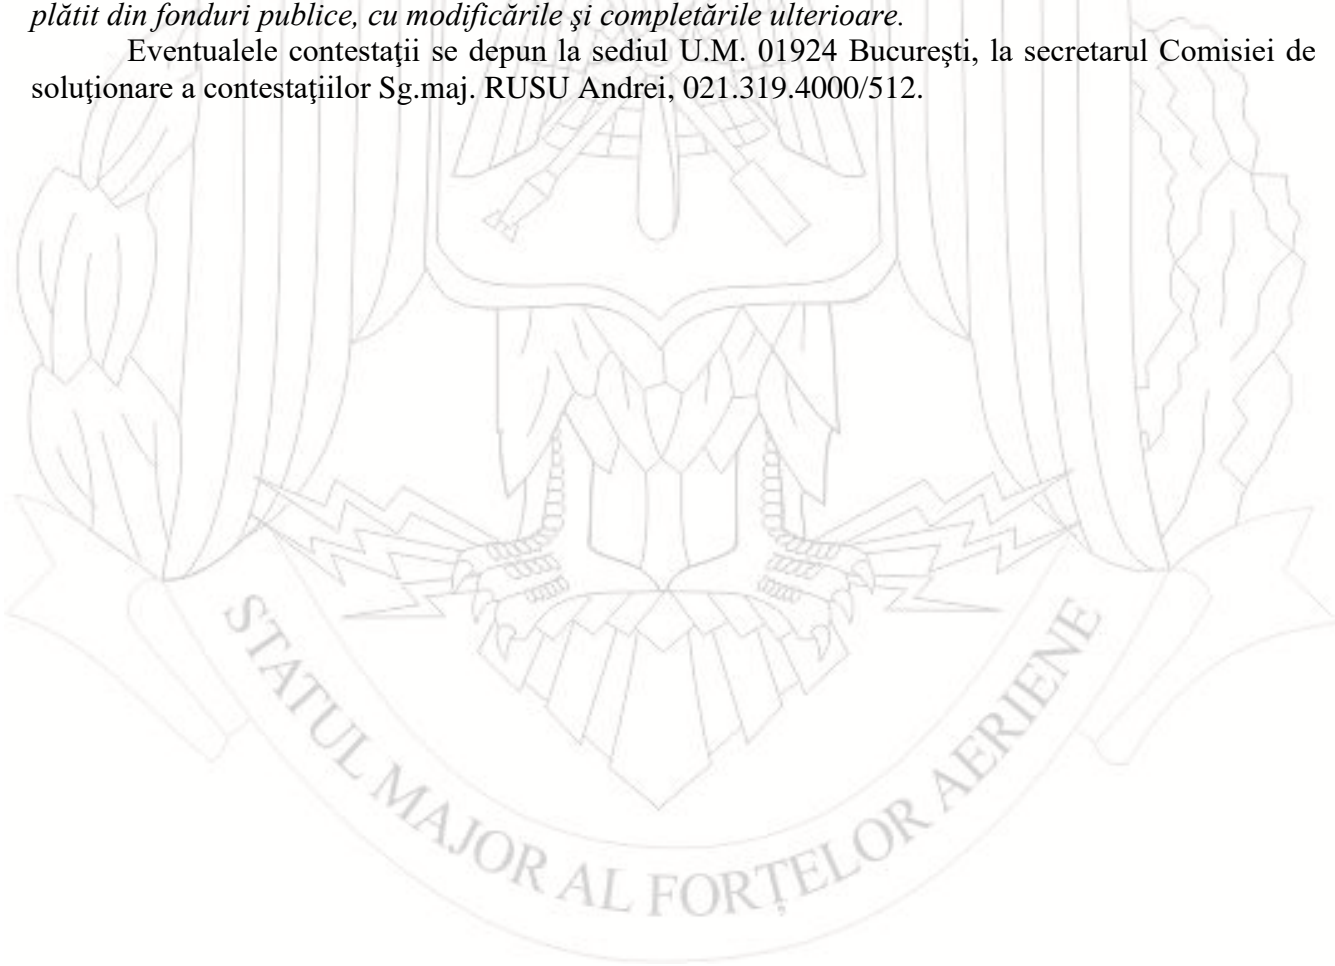 plătit din fonduri publice, cu modificările şi completările ulterioare.
Eventualele contestaţii se depun la sediul U.M. 01924 Bucureşti, la secretarul Comisiei de
soluţionare a contestaţiilor Sg.maj. RUSU Andrei, 021.319.4000/512.
STATUL MAJOR AL FORȚELOR AERIENE